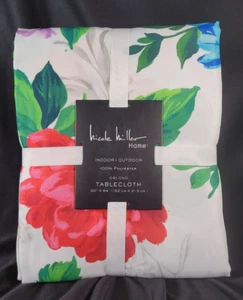 nicole miller
Home
INDOOR + OUTDOOR
100% Polyester
OBLONG
TABLECLOTH